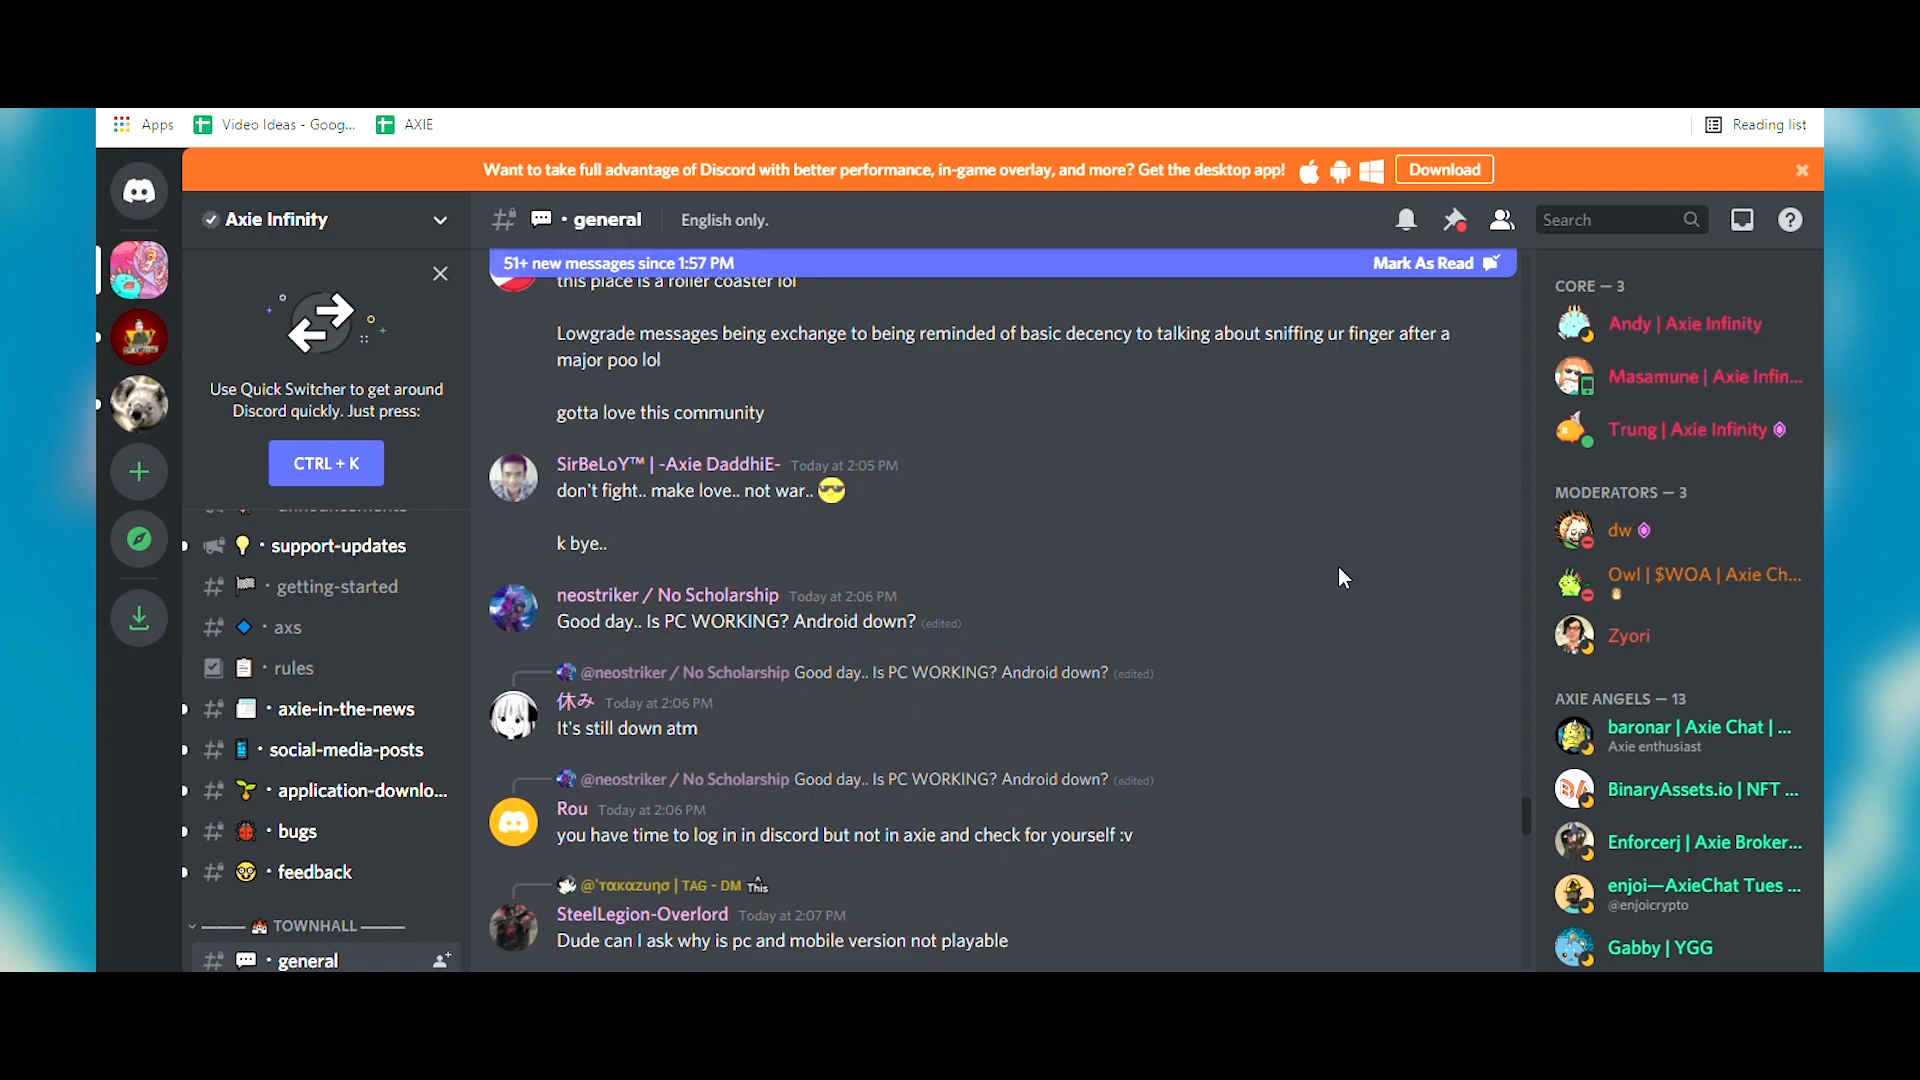 Apps
Video Ideas - Goog...
AXIE
Reading list
Want to take full advantage of Discord with better performance, in-game overlay, and more? Get the desktop app!
Download
Axie Infinity
general
English only.
Search
51+ new messages since 1:57 PM
Mark As Read
Use Quick Switcher to get around
Discord quickly. Just press:
CTRL + K
announcements
support-updates
getting-started
axs
rules
axie-in-the-news
social-media-posts
application-downlo...
bugs
feedback
TOWNHALL
general
this place is a roller coaster lol
Lowgrade messages being exchange to being reminded of basic decency to talking about sniffing ur finger after a
major poo lol
gotta love this community
SirBeLoY™ | -Axie DaddhiE- Today at 2:05 PM
don't fight.. make love.. not war..
k bye..
neostriker / No Scholarship Today at 2:06 PM
Good day.. Is PC WORKING? Android down? (edited)
@neostriker / No Scholarship Good day.. Is PC WORKING? Android down? (edited)
休み Today at 2:06 PM
It's still down atm
@neostriker / No Scholarship Good day.. Is PC WORKING? Android down? (edited)
Rou Today at 2:06 PM
you have time to log in in discord but not in axie and check for yourself :v
| TAG - DM This
SteelLegion-Overlord Today at 2:07 PM
Dude can I ask why is pc and mobile version not playable
CORE — 3
Andy | Axie Infinity
Masamune | Axie Infin...
Trung | Axie Infinity
MODERATORS — 3
dw
Owl | $WOA | Axie Ch...
Zyori
AXIE ANGELS — 13
baronar | Axie Chat | ...
Axie enthusiast
BinaryAssets.io | NFT ...
Enforcerj | Axie Broker...
enjoi—AxieChat Tues ...
@enjoicrypto
Gabby | YGG